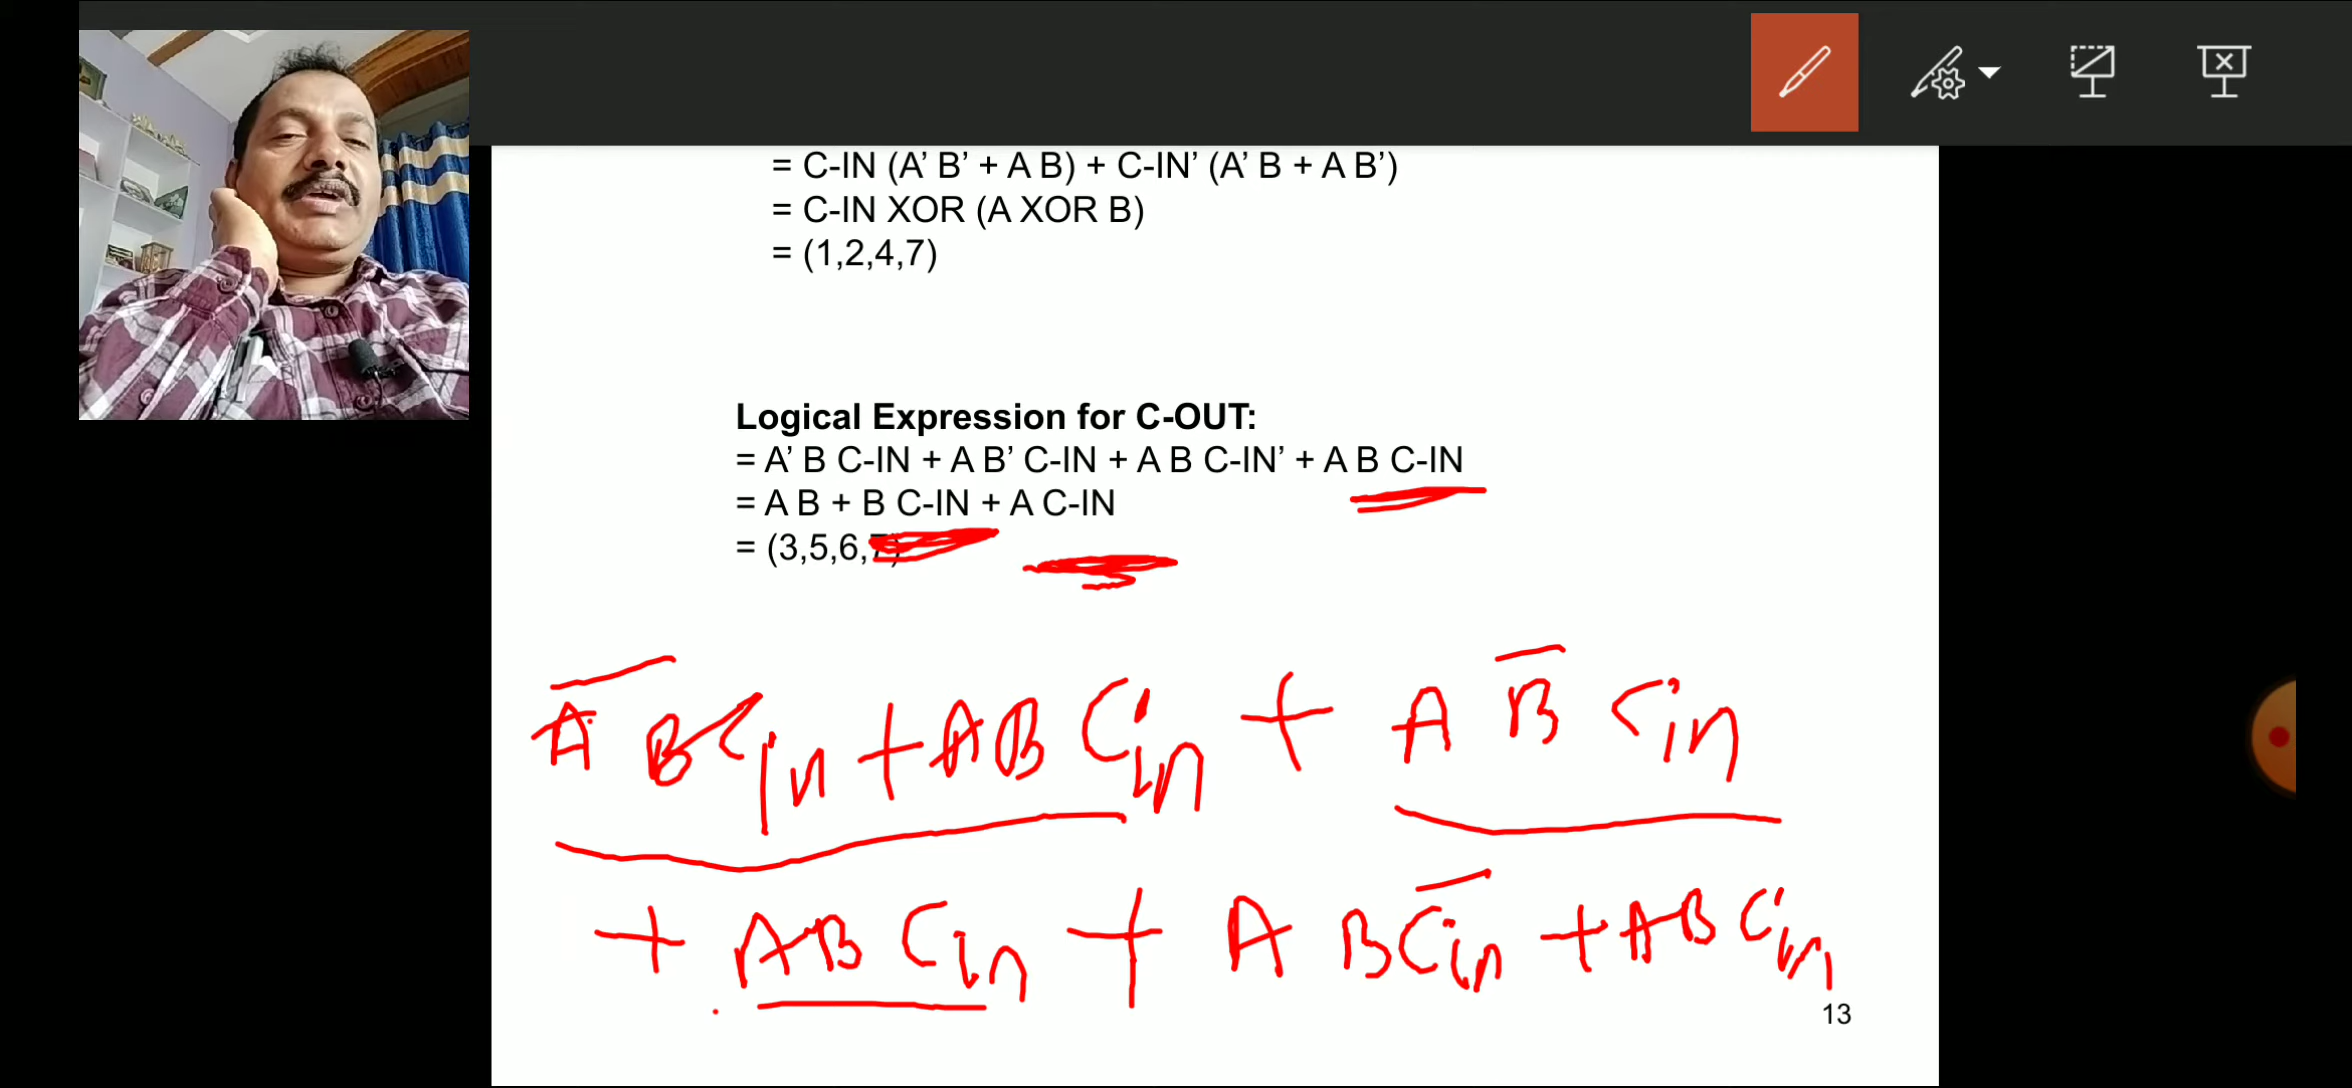 = C-IN (A’ B’ + A B) + C-IN’ (A’ B + A B’)
= C-IN XOR (A XOR B)
= (1,2,4,7)
Logical Expression for C-OUT:
= A’ B C-IN + A B’ C-IN + A B C-IN’ + A B C-IN
= A B + B C-IN + A C-IN
= (3,5,6,7)
A̅ B Cin + A B Cin + A B̅ Cin
+ A B Cin + A B C̅in + A B Cin
13